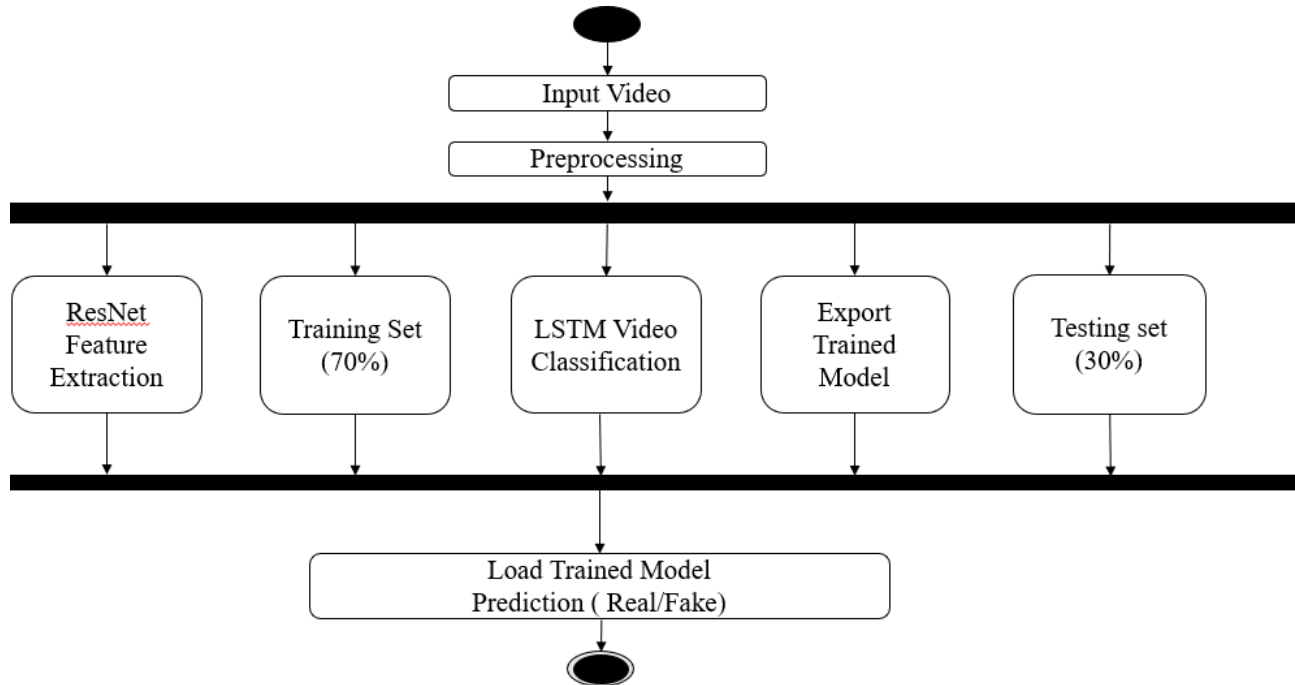 Input Video
Preprocessing
ResNet
Feature
Extraction
Training Set
(70%)
LSTM Video
Classification
Export
Trained
Model
Testing set
(30%)
Load Trained Model
Prediction ( Real/Fake)